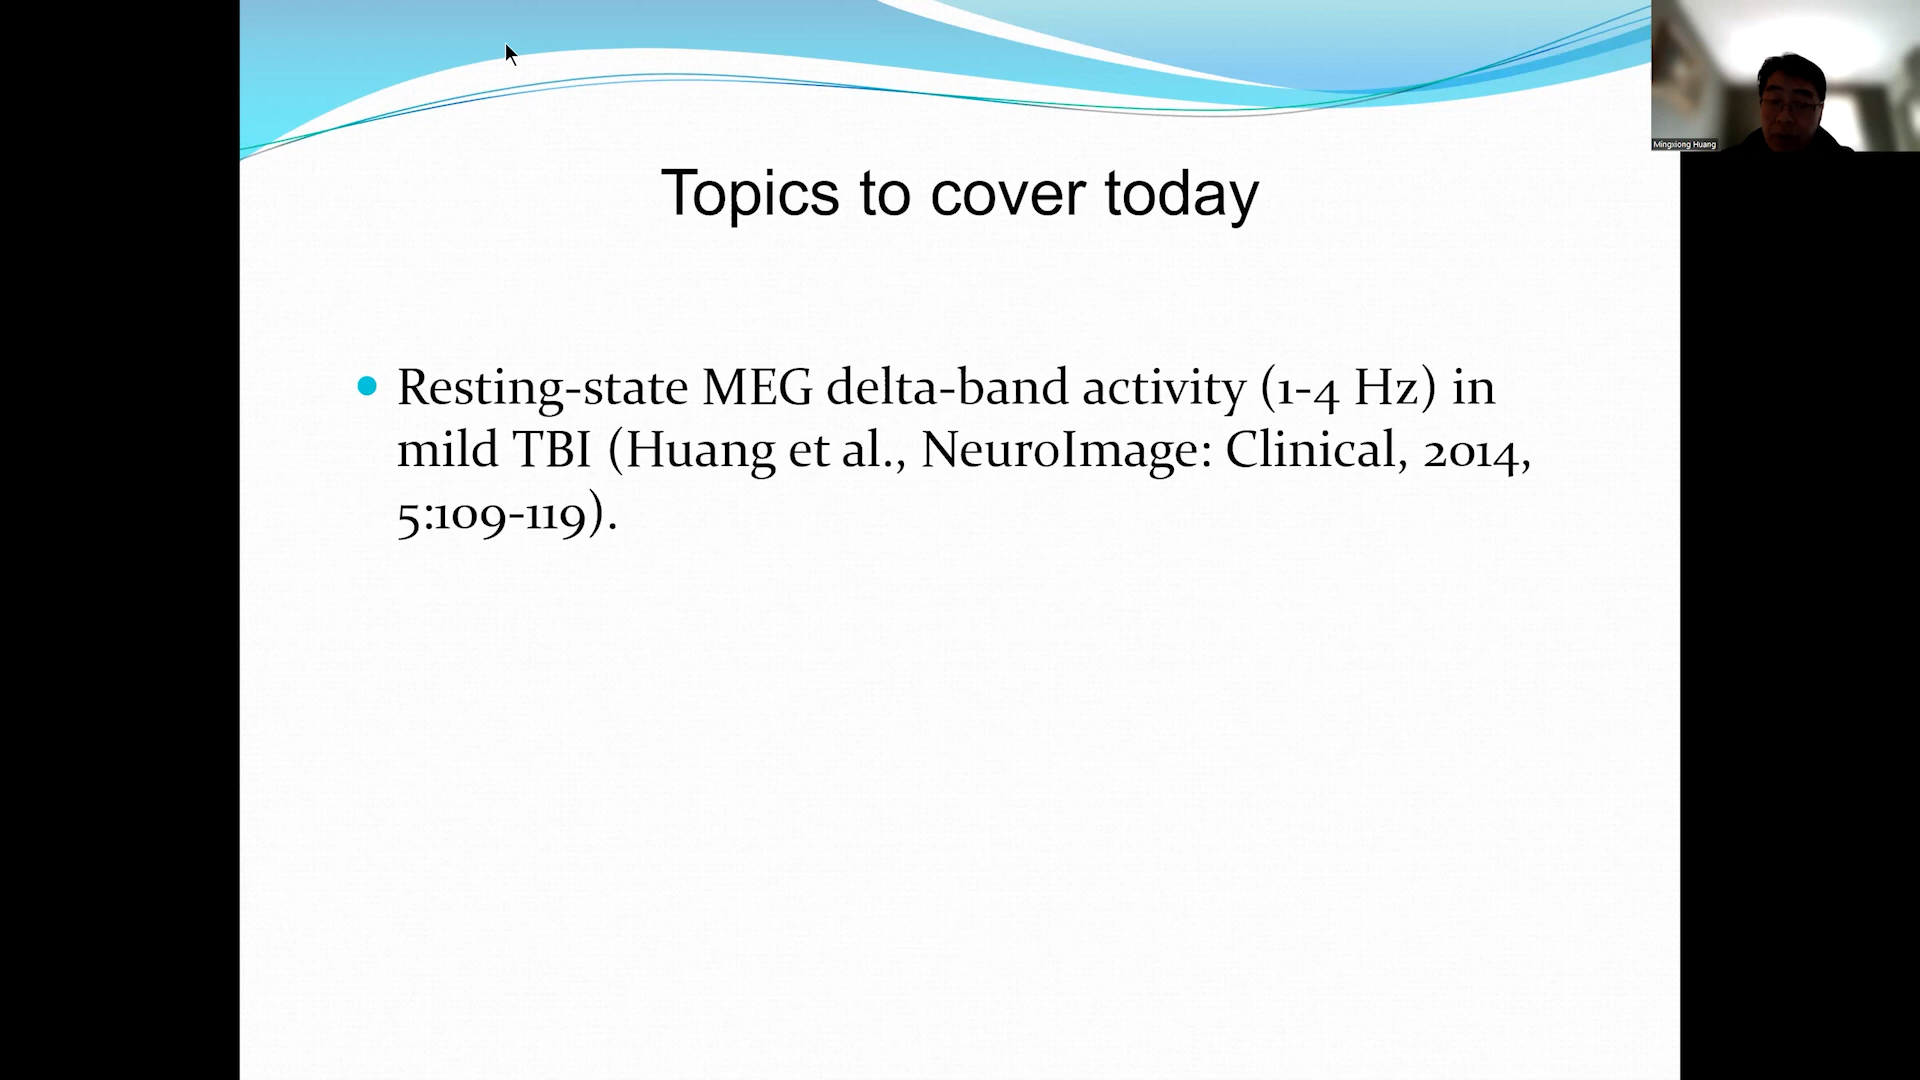 Mingxiong Huang
Topics to cover today
• Resting-state MEG delta-band activity (1-4 Hz) in
mild TBI (Huang et al., NeuroImage: Clinical, 2014,
5:109-119).